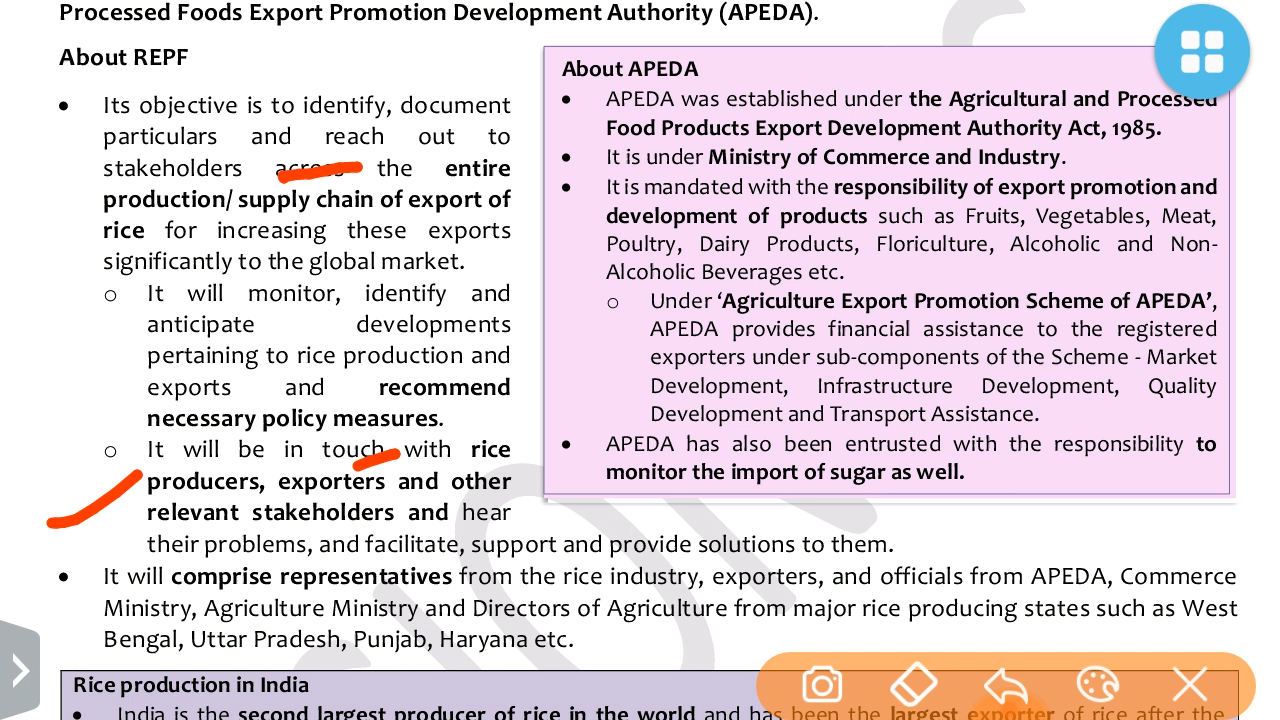 Processed Foods Export Promotion Development Authority (APEDA).
About REPF
• Its objective is to identify, document
particulars and reach out to
stakeholders across the entire
production/ supply chain of export of
rice for increasing these exports
significantly to the global market.
o It will monitor, identify and
anticipate developments
pertaining to rice production and
exports and recommend
necessary policy measures.
o It will be in touch with rice
producers, exporters and other
relevant stakeholders and hear
their problems, and facilitate, support and provide solutions to them.
• It will comprise representatives from the rice industry, exporters, and officials from APEDA, Commerce
Ministry, Agriculture Ministry and Directors of Agriculture from major rice producing states such as West
Bengal, Uttar Pradesh, Punjab, Haryana etc.
About APEDA
• APEDA was established under the Agricultural and Processed
Food Products Export Development Authority Act, 1985.
• It is under Ministry of Commerce and Industry.
• It is mandated with the responsibility of export promotion and
development of products such as Fruits, Vegetables, Meat,
Poultry, Dairy Products, Floriculture, Alcoholic and Non-
Alcoholic Beverages etc.
o Under ‘Agriculture Export Promotion Scheme of APEDA’,
APEDA provides financial assistance to the registered
exporters under sub-components of the Scheme - Market
Development, Infrastructure Development, Quality
Development and Transport Assistance.
• APEDA has also been entrusted with the responsibility to
monitor the import of sugar as well.
Rice production in India
• India is the second largest producer of rice in the world and has been the largest exporter of rice after the